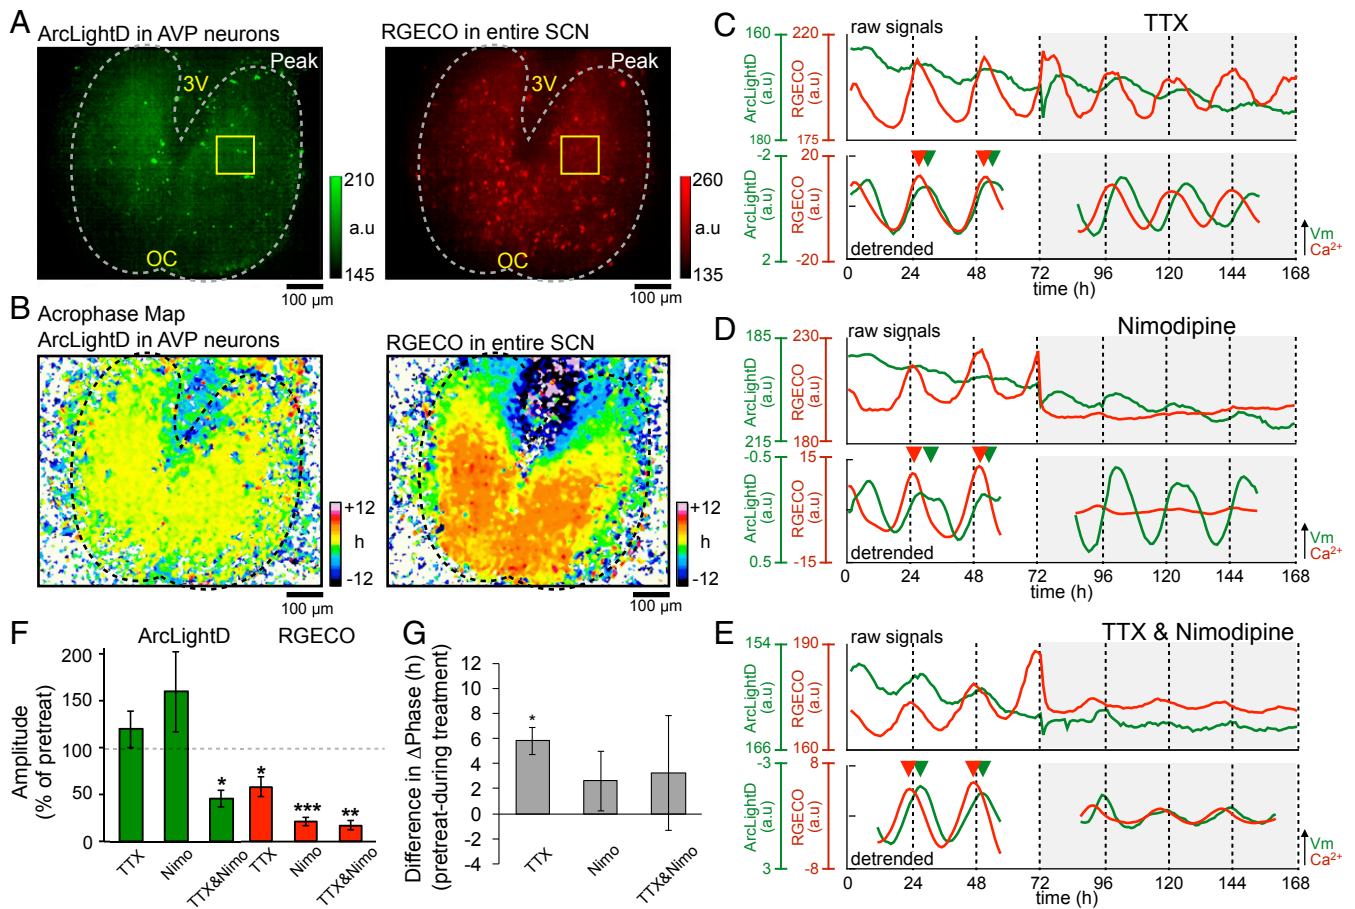 A
ArcLightD in AVP neurons
RGECO in entire SCN
Peak
3V
OC
210
a.u
145
100 µm
Peak
3V
OC
260
a.u
135
100 µm
B
Acrophase Map
ArcLightD in AVP neurons
RGECO in entire SCN
+12
h
-12
100 µm
+12
h
-12
100 µm
C
TTX
raw signals
160
ArcLightD
(a.u)
180
220
RGECO
(a.u)
175
-2
ArcLightD
(a.u)
2
20
RGECO
(a.u)
-20
detrended
Vm
Ca2+
0 24 48 72 96 120 144 168
time (h)
D
Nimodipine
raw signals
185
ArcLightD
(a.u)
215
230
RGECO
(a.u)
180
-0.5
ArcLightD
(a.u)
0.5
15
RGECO
(a.u)
-15
detrended
Vm
Ca2+
0 24 48 72 96 120 144 168
time (h)
E
TTX & Nimodipine
raw signals
154
ArcLightD
(a.u)
166
190
RGECO
(a.u)
160
-3
ArcLightD
(a.u)
3
8
RGECO
(a.u)
-8
detrended
Vm
Ca2+
0 24 48 72 96 120 144 168
time (h)
F
ArcLightD
RGECO
Amplitude
(% of pretreat)
200
150
100
50
0
*
*
***
**
TTX
Nimo
TTX&Nimo
TTX
Nimo
TTX&Nimo
G
Difference in ΔPhase (h)
(pretreat-during treatment)
12
10
8
6
4
2
0
-2
-4
*
TTX
Nimo
TTX&Nimo